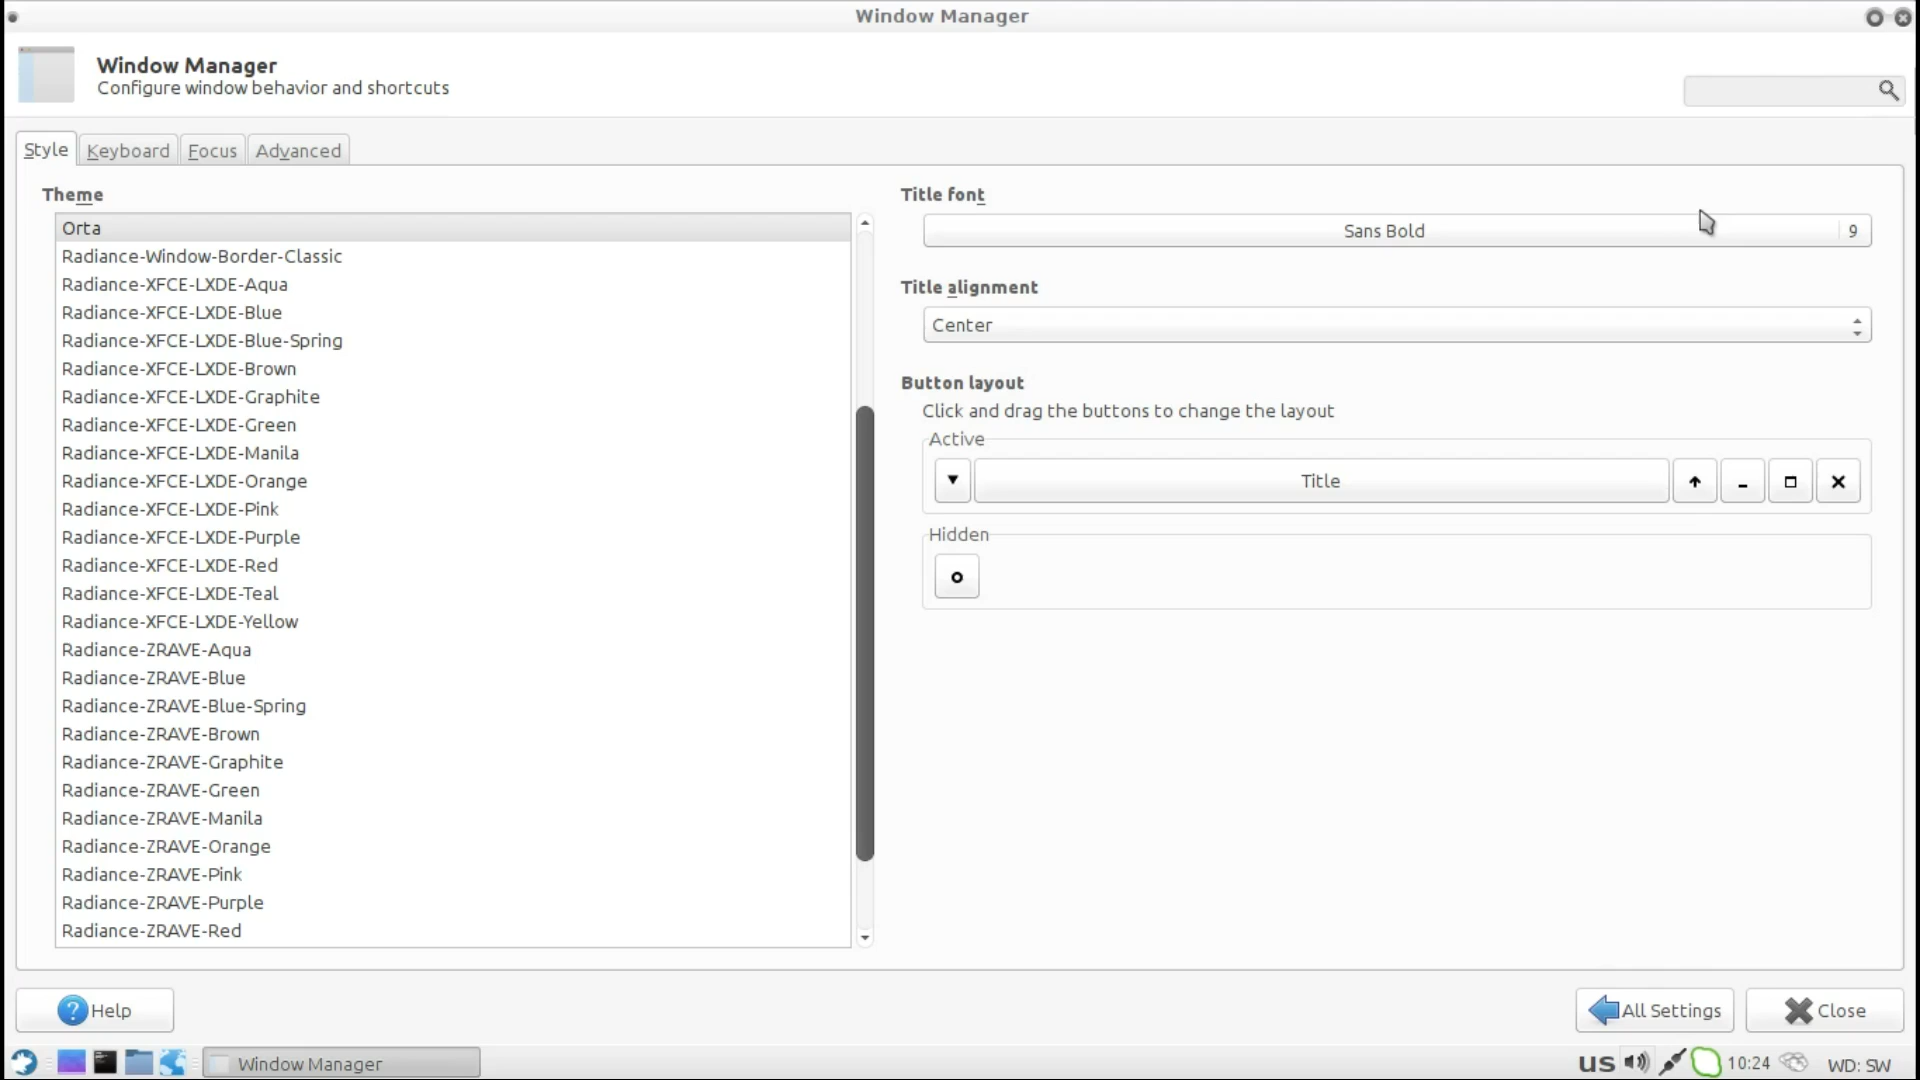 Window Manager
Window Manager
Configure window behavior and shortcuts
Style
Keyboard
Focus
Advanced
Theme
Orta
Radiance-Window-Border-Classic
Radiance-XFCE-LXDE-Aqua
Radiance-XFCE-LXDE-Blue
Radiance-XFCE-LXDE-Blue-Spring
Radiance-XFCE-LXDE-Brown
Radiance-XFCE-LXDE-Graphite
Radiance-XFCE-LXDE-Green
Radiance-XFCE-LXDE-Manila
Radiance-XFCE-LXDE-Orange
Radiance-XFCE-LXDE-Pink
Radiance-XFCE-LXDE-Purple
Radiance-XFCE-LXDE-Red
Radiance-XFCE-LXDE-Teal
Radiance-XFCE-LXDE-Yellow
Radiance-ZRAVE-Aqua
Radiance-ZRAVE-Blue
Radiance-ZRAVE-Blue-Spring
Radiance-ZRAVE-Brown
Radiance-ZRAVE-Graphite
Radiance-ZRAVE-Green
Radiance-ZRAVE-Manila
Radiance-ZRAVE-Orange
Radiance-ZRAVE-Pink
Radiance-ZRAVE-Purple
Radiance-ZRAVE-Red
Title font
Sans Bold 9
Title alignment
Center
Button layout
Click and drag the buttons to change the layout
Active
Title
Hidden
Help
All Settings
Close
Window Manager
us
10:24
WD: SW